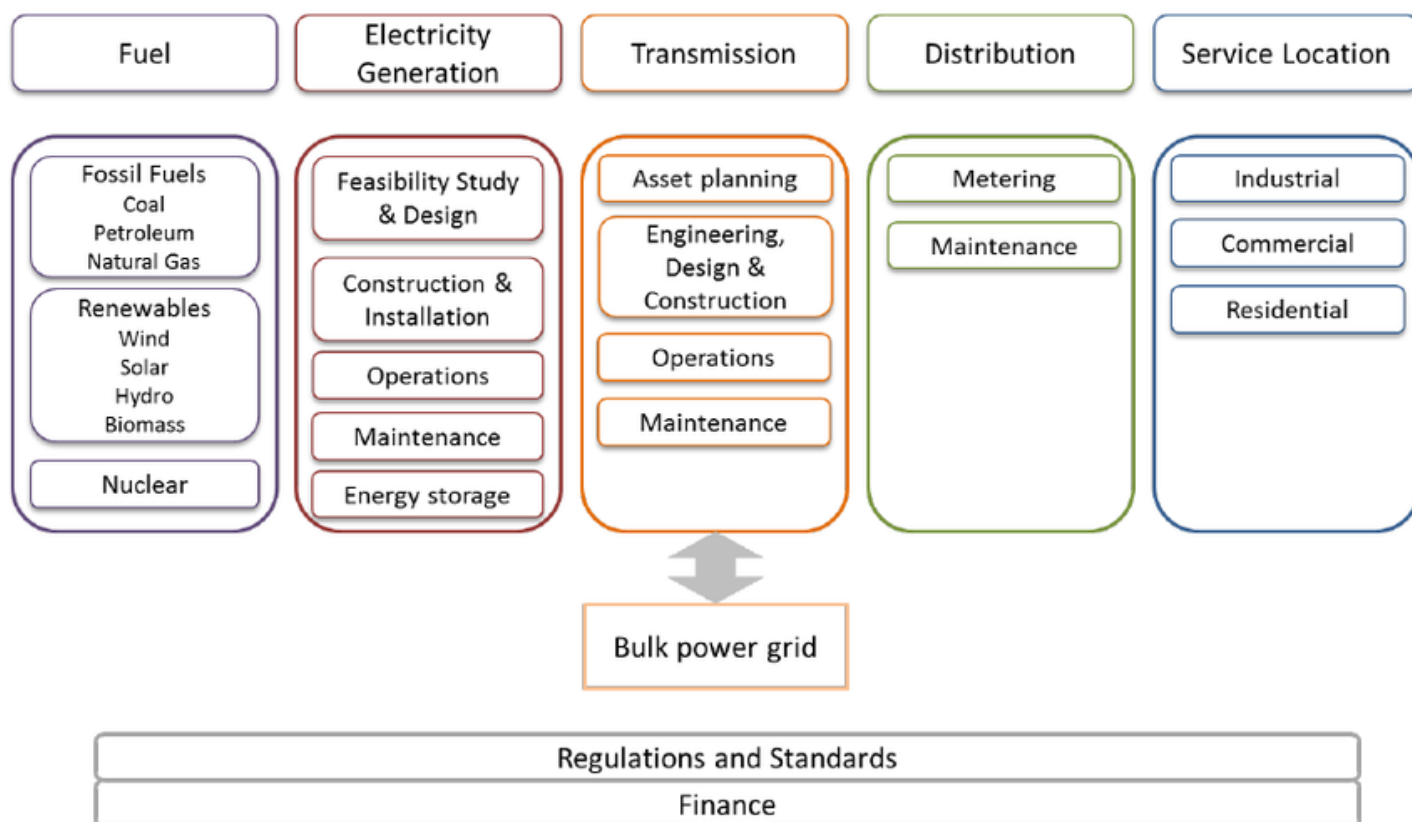 Fuel
Electricity
Generation
Transmission
Distribution
Service Location
Fossil Fuels
Coal
Petroleum
Natural Gas
Renewables
Wind
Solar
Hydro
Biomass
Nuclear
Feasibility Study
& Design
Construction &
Installation
Operations
Maintenance
Energy storage
Asset planning
Engineering,
Design &
Construction
Operations
Maintenance
Metering
Maintenance
Industrial
Commercial
Residential
Bulk power grid
Regulations and Standards
Finance